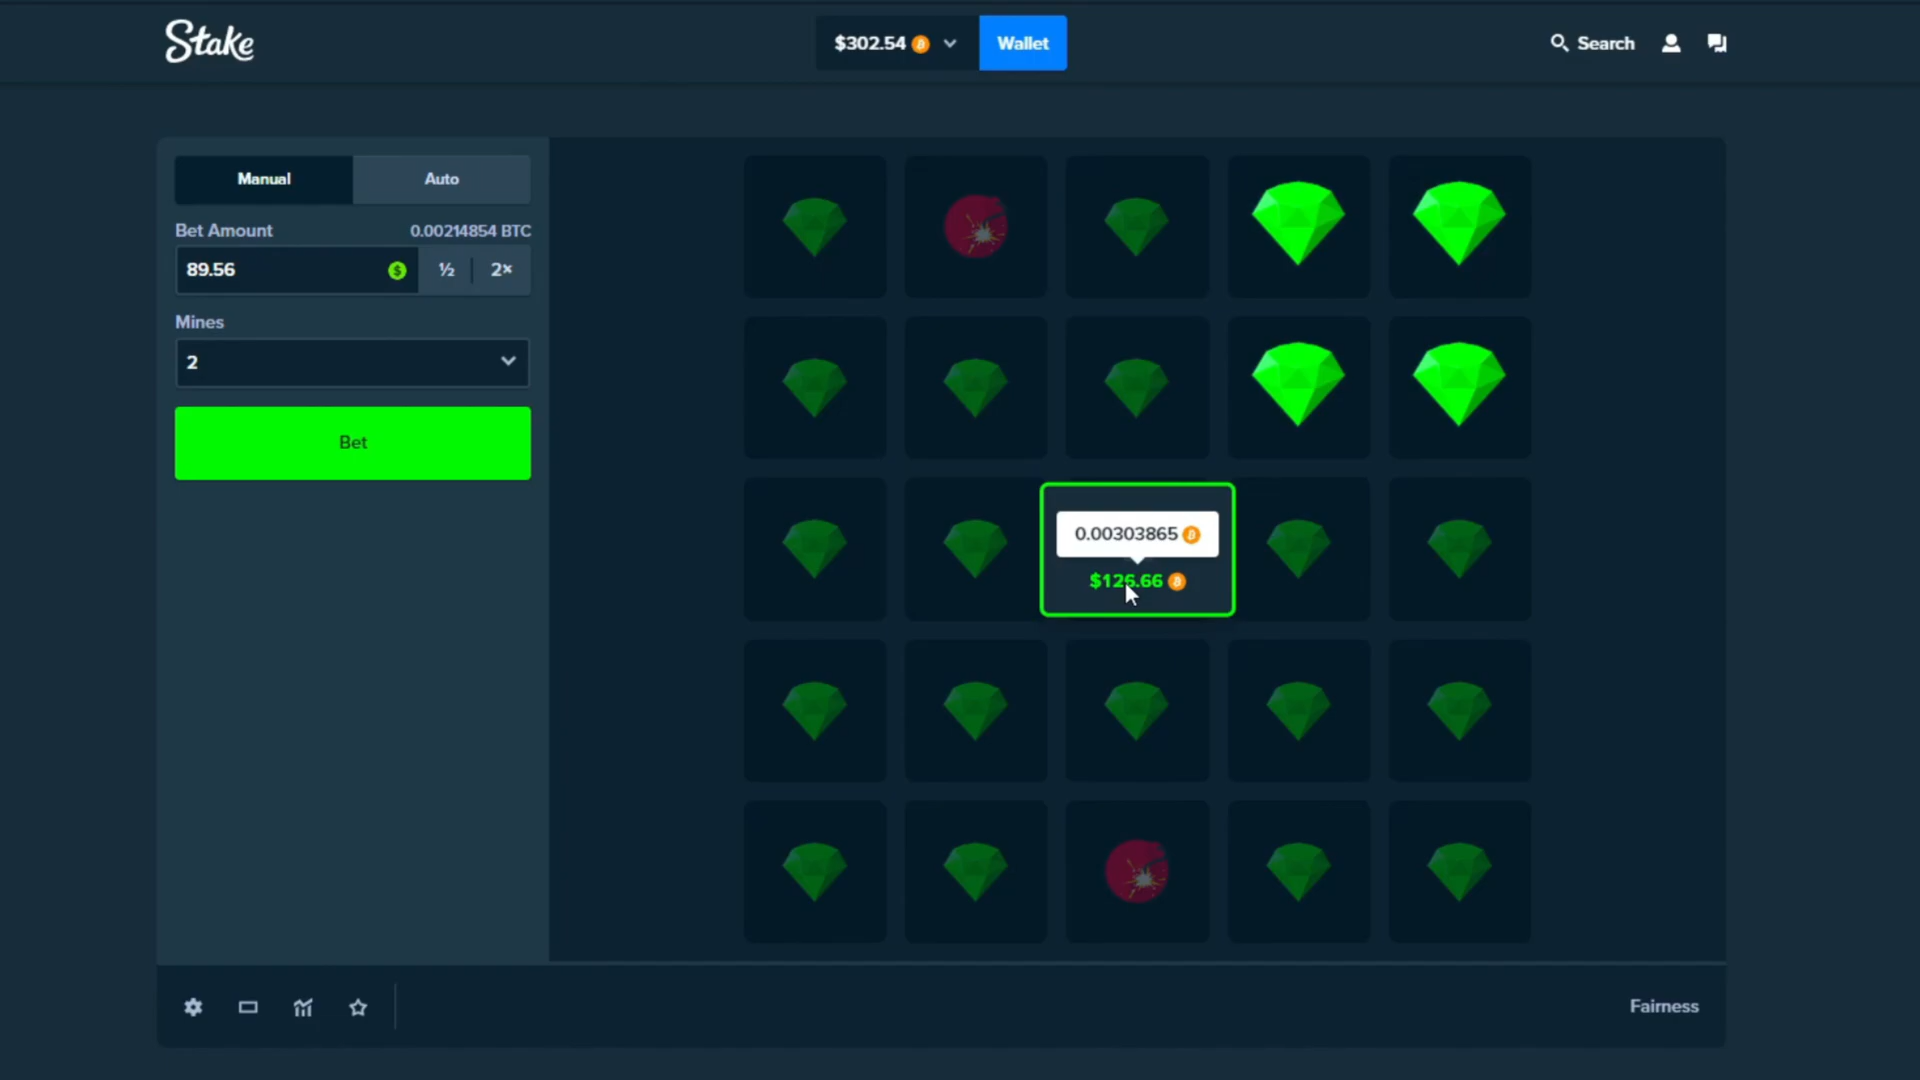 Stake
$302.54
Wallet
Search
Manual
Auto
Bet Amount
0.00214854 BTC
89.56
$
½
2×
Mines
2
Bet
0.00303865
$126.66
Fairness